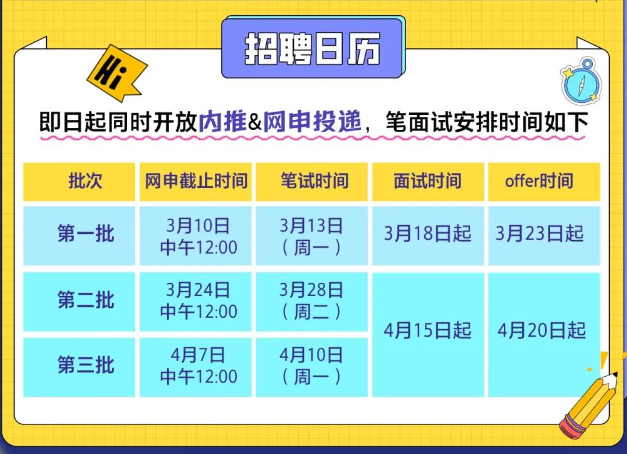 招聘日历
Hi
即日起同时开放内推&网申投递，笔面试安排时间如下
批次 网申截止时间 笔试时间 面试时间 offer时间
第一批 3月10日 中午12:00 3月13日 （周一） 3月18日起 3月23日起
第二批 3月24日 中午12:00 3月28日 （周二） 4月15日起 4月20日起
第三批 4月7日 中午12:00 4月10日 （周一）